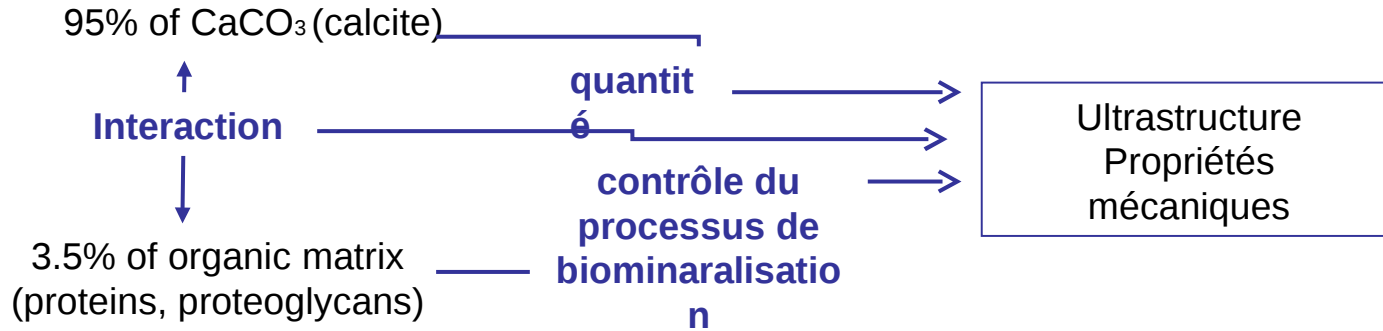 95% of CaCO₃ (calcite)
quantit
é
Interaction
contrôle du
processus de
biominaralisatio
n
3.5% of organic matrix
(proteins, proteoglycans)
Ultrastructure
Propriétés
mécaniques